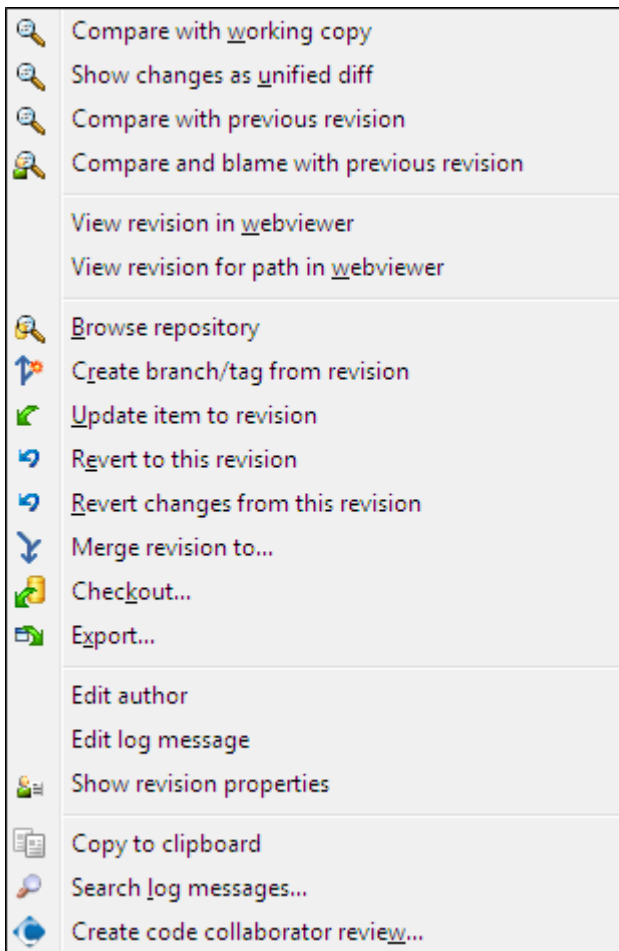 Compare with working copy
Show changes as unified diff
Compare with previous revision
Compare and blame with previous revision
View revision in webviewer
View revision for path in webviewer
Browse repository
Create branch/tag from revision
Update item to revision
Revert to this revision
Revert changes from this revision
Merge revision to...
Checkout...
Export...
Edit author
Edit log message
Show revision properties
Copy to clipboard
Search log messages...
Create code collaborator review...